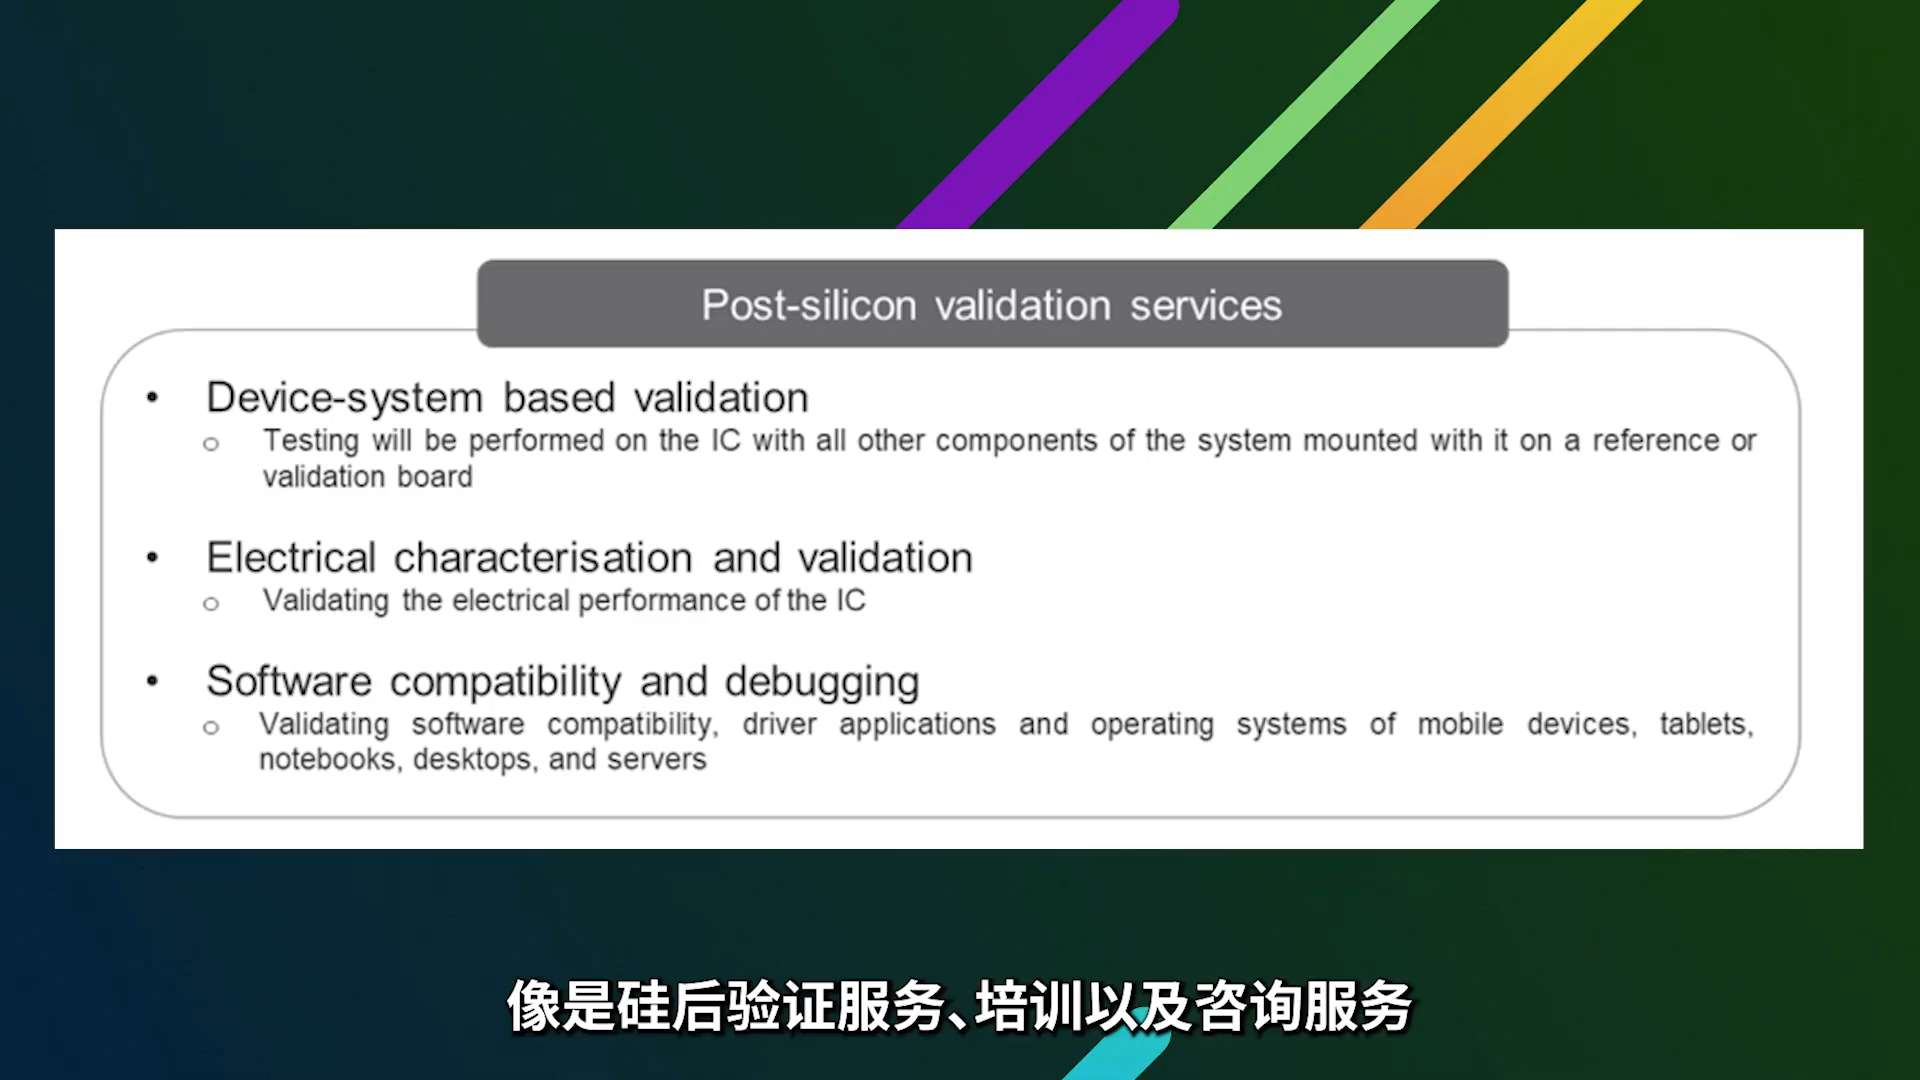 Post-silicon validation services
• Device-system based validation
o Testing will be performed on the IC with all other components of the system mounted with it on a reference or
validation board
• Electrical characterisation and validation
o Validating the electrical performance of the IC
• Software compatibility and debugging
o Validating software compatibility, driver applications and operating systems of mobile devices, tablets,
notebooks, desktops, and servers
像是硅后验证服务、培训以及咨询服务